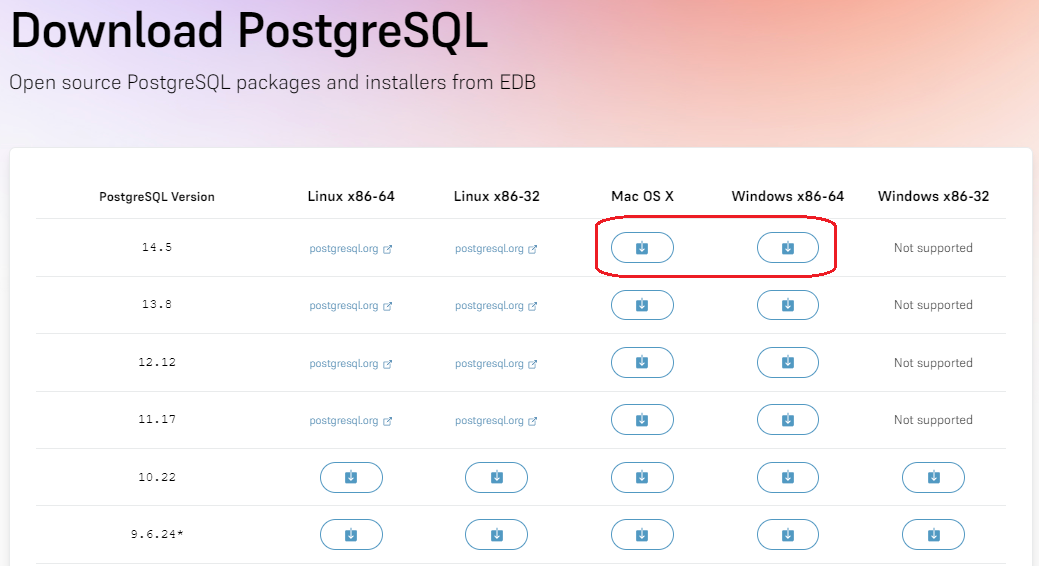 Download PostgreSQL
Open source PostgreSQL packages and installers from EDB
PostgreSQL Version Linux x86-64 Linux x86-32 Mac OS X Windows x86-64 Windows x86-32
14.5 postgresql.org postgresql.org Not supported
13.8 postgresql.org postgresql.org Not supported
12.12 postgresql.org postgresql.org Not supported
11.17 postgresql.org postgresql.org Not supported
10.22
9.6.24*